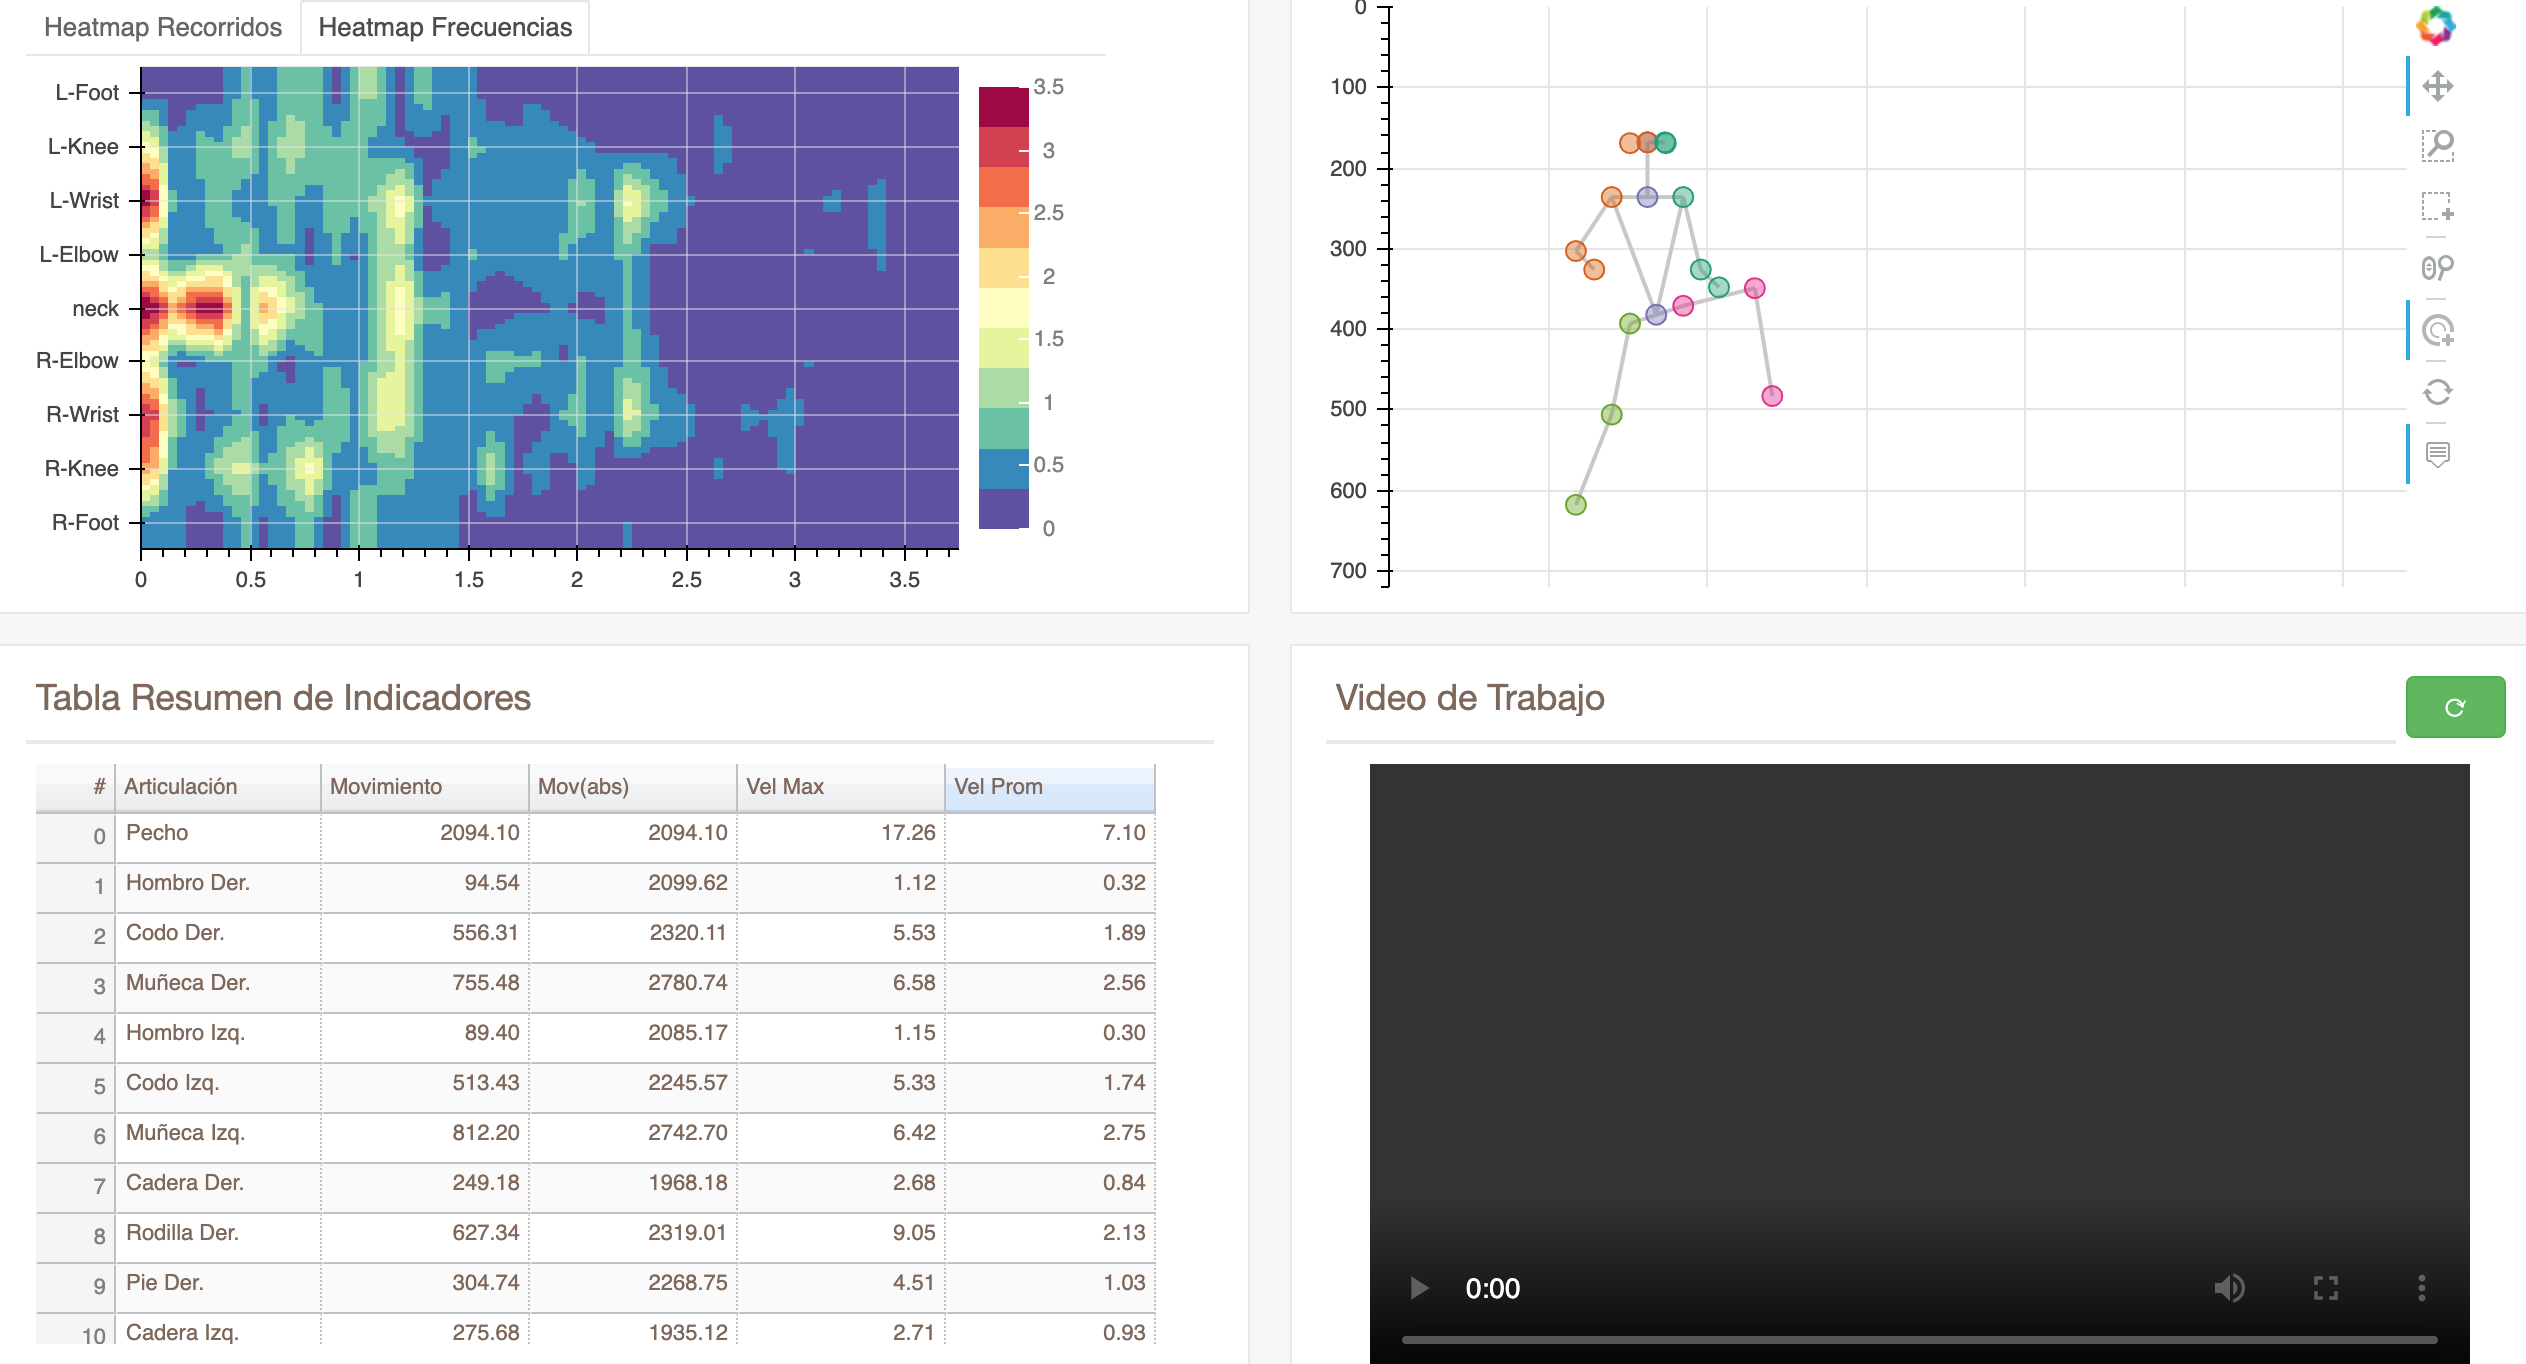 Heatmap Recorridos Heatmap Frecuencias
L-Foot
L-Knee
L-Wrist
L-Elbow
neck
R-Elbow
R-Wrist
R-Knee
R-Foot
0 0.5 1 1.5 2 2.5 3 3.5
3.5
3
2.5
2
1.5
1
0.5
0
0
100
200
300
400
500
600
700
Tabla Resumen de Indicadores
# Articulación Movimiento Mov(abs) Vel Max Vel Prom
0 Pecho 2094.10 2094.10 17.26 7.10
1 Hombro Der. 94.54 2099.62 1.12 0.32
2 Codo Der. 556.31 2320.11 5.53 1.89
3 Muñeca Der. 755.48 2780.74 6.58 2.56
4 Hombro Izq. 89.40 2085.17 1.15 0.30
5 Codo Izq. 513.43 2245.57 5.33 1.74
6 Muñeca Izq. 812.20 2742.70 6.42 2.75
7 Cadera Der. 249.18 1968.18 2.68 0.84
8 Rodilla Der. 627.34 2319.01 9.05 2.13
9 Pie Der. 304.74 2268.75 4.51 1.03
10 Cadera Izq. 275.68 1935.12 2.71 0.93
Video de Trabajo
0:00